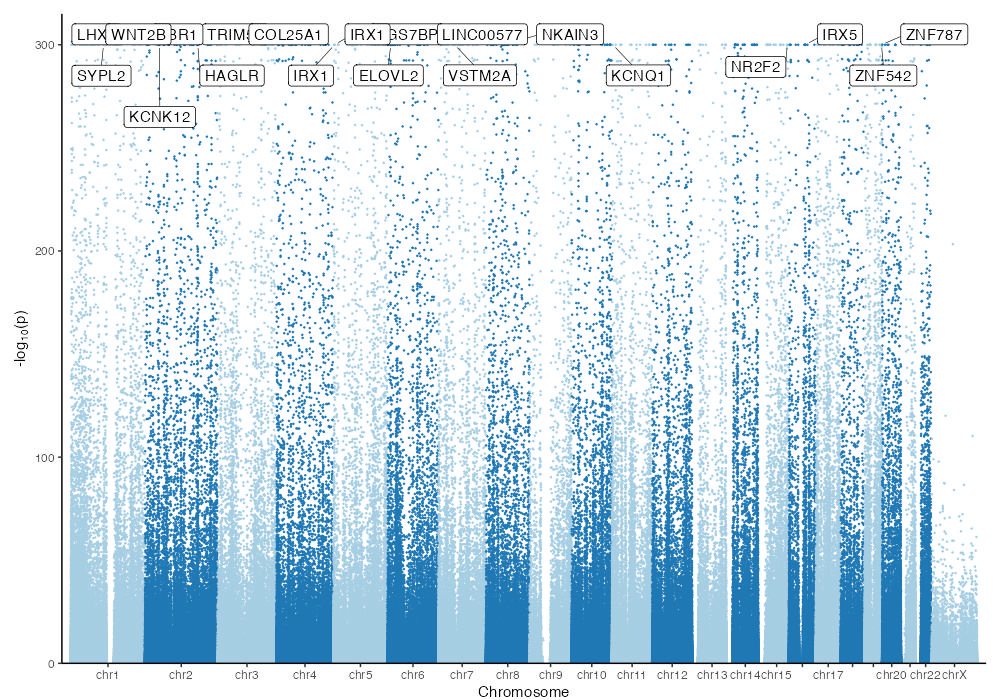 LHX WNT2B BR1 TRIM COL25A1 IRX1 GS7BP LINC00577 NKAIN3 IRX5 ZNF787
300
SYPL2 HAGLR IRX1 ELOVL2 VSTM2A KCNQ1 NR2F2 ZNF542
KCNK12
200
-log10(p)
100
0
chr1 chr2 chr3 chr4 chr5 chr6 chr7 chr8 chr9 chr10 chr11 chr12 chr13 chr14 chr15 chr17 chr20 chr22 chrX
Chromosome